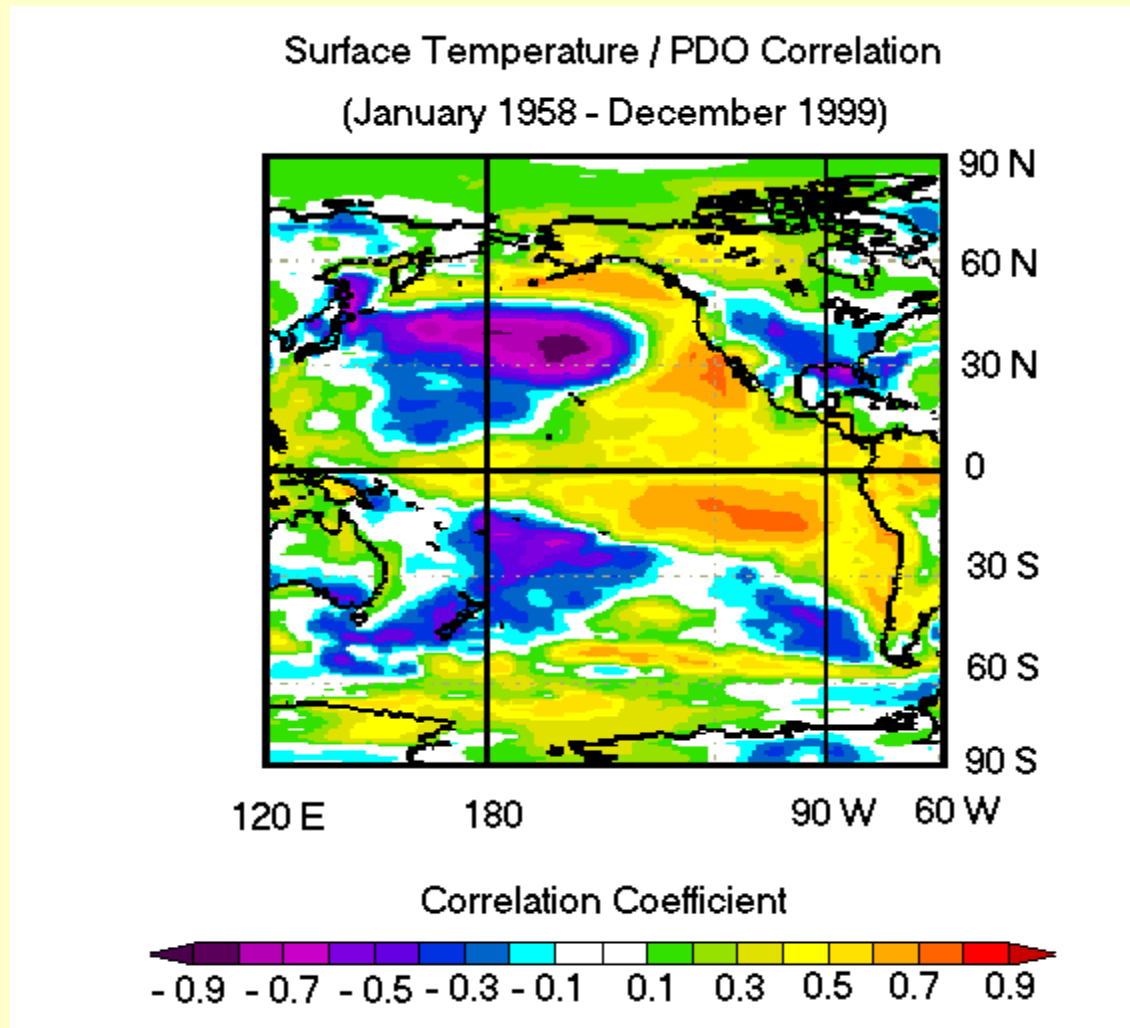 Surface Temperature / PDO Correlation
(January 1958 - December 1999)
90 N
60 N
30 N
0
30 S
60 S
90 S
120 E 180 90 W 60 W
Correlation Coefficient
- 0.9 - 0.7 - 0.5 - 0.3 - 0.1 0.1 0.3 0.5 0.7 0.9